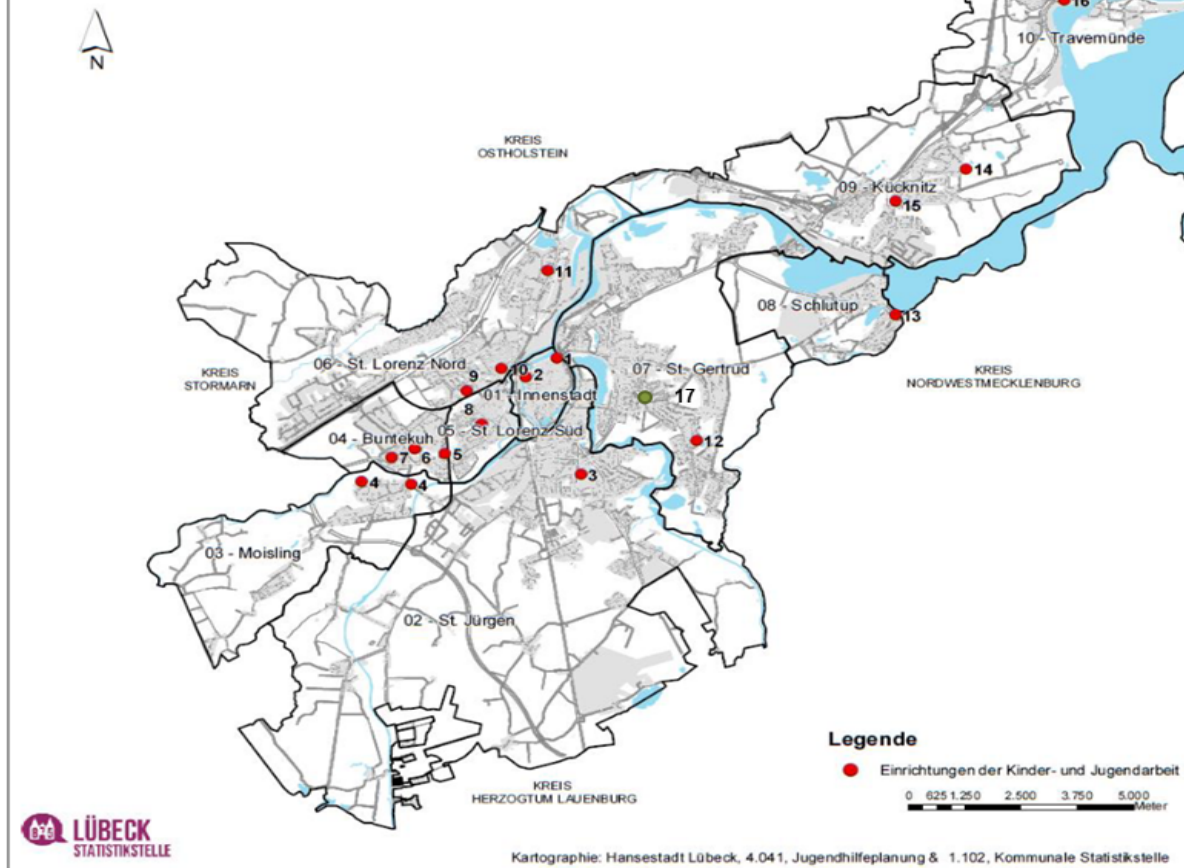 16
10 - Travemünde
N
KREIS
OSTHOLSTEIN
14
09 - Kücknitz
15
11
08 - Schlutup
13
1
06 - St. Lorenz Nord
10
2
07 - St. Gertrud
KREIS
STORMARN
KREIS
NORDWESTMECKLENBURG
9
01 - Innenstadt
17
8
05 - St. Lorenz Süd
04 - Buntekuh
12
7
6
5
4
4
3
03 - Moisling
02 - St. Jürgen
Legende
Einrichtungen der Kinder- und Jugendarbeit
KREIS
HERZOGTUM LAUENBURG
0 625 1.250 2.500 3.750 5.000
Meter
LÜBECK
STATISTIKSTELLE
Kartographie: Hansestadt Lübeck, 4.041, Jugendhilfeplanung & 1.102, Kommunale Statistikstelle